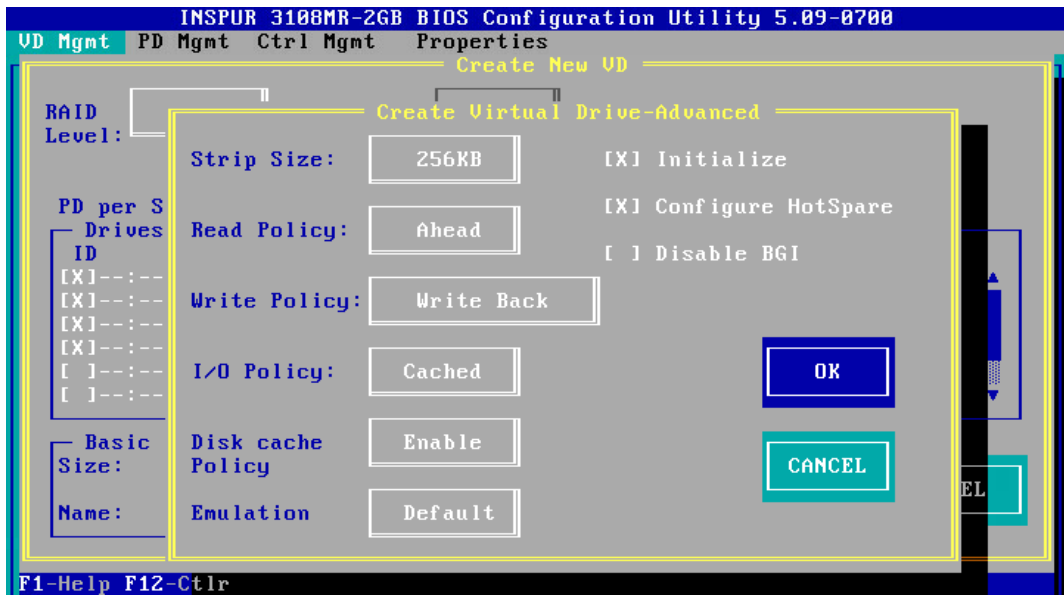 INSPUR 3108MR-2GB BIOS Configuration Utility 5.09-0700
VD Mgmt PD Mgmt Ctrl Mgmt Properties
Create New VD
RAID
Level:
Create Virtual Drive-Advanced
Strip Size: 256KB [X] Initialize
PD per S [X] Configure HotSpare
Drives Read Policy: Ahead
ID [ ] Disable BGI
[X]--:--
[X]--:-- Write Policy: Write Back
[X]--:--
[X]--:--
[ ]--:-- I/O Policy: Cached OK
[ ]--:--
Basic Disk cache Enable
Size: Policy CANCEL
EL
Name: Emulation Default
F1-Help F12-Ctlr